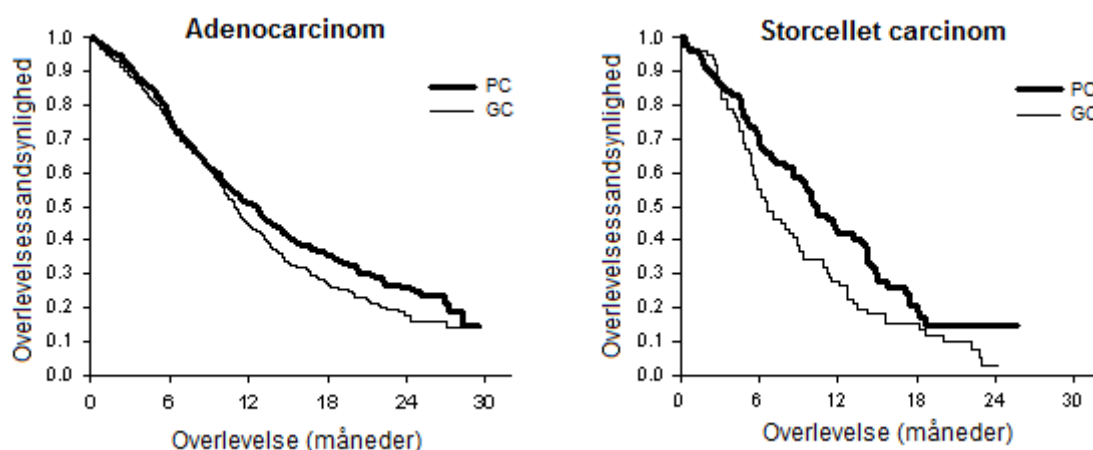 Adenocarcinom
Overlevelsessandsynlighed
1.0
0.9
0.8
0.7
0.6
0.5
0.4
0.3
0.2
0.1
0.0
PC
GC
0 6 12 18 24 30
Overlevelse (måneder)
Storcellet carcinom
Overlevelsessandsynlighed
1.0
0.9
0.8
0.7
0.6
0.5
0.4
0.3
0.2
0.1
0.0
PC
GC
0 6 12 18 24 30
Overlevelse (måneder)